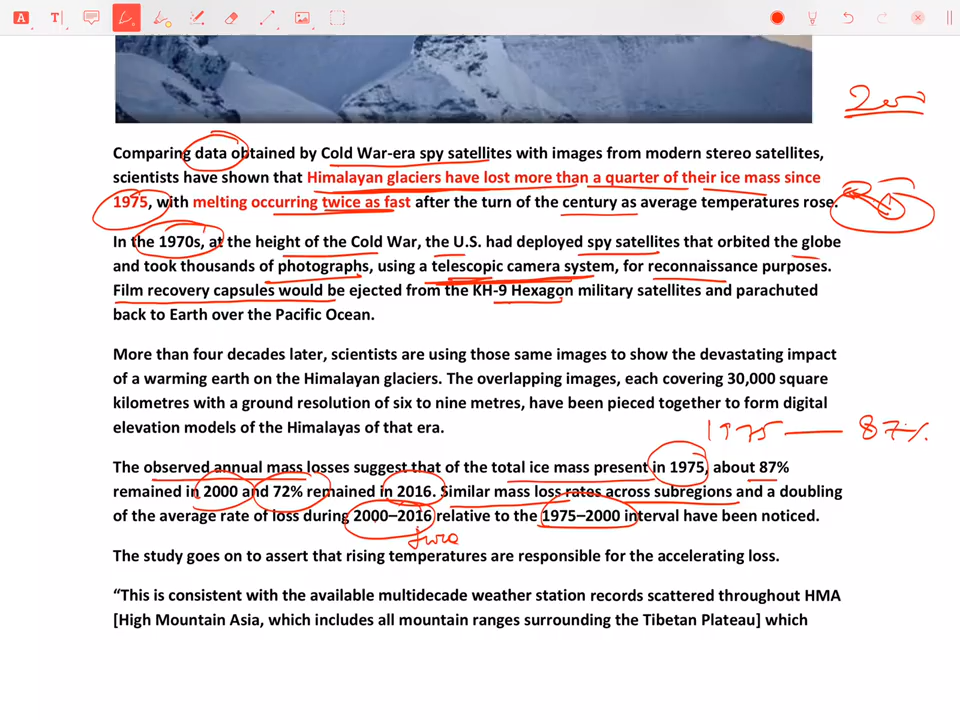 Comparing data obtained by Cold War-era spy satellites with images from modern stereo satellites,
scientists have shown that Himalayan glaciers have lost more than a quarter of their ice mass since
1975, with melting occurring twice as fast after the turn of the century as average temperatures rose.
In the 1970s, at the height of the Cold War, the U.S. had deployed spy satellites that orbited the globe
and took thousands of photographs, using a telescopic camera system, for reconnaissance purposes.
Film recovery capsules would be ejected from the KH-9 Hexagon military satellites and parachuted
back to Earth over the Pacific Ocean.
More than four decades later, scientists are using those same images to show the devastating impact
of a warming earth on the Himalayan glaciers. The overlapping images, each covering 30,000 square
kilometres with a ground resolution of six to nine metres, have been pieced together to form digital
elevation models of the Himalayas of that era.
1975 — 87%
The observed annual mass losses suggest that of the total ice mass present in 1975, about 87%
remained in 2000 and 72% remained in 2016. Similar mass loss rates across subregions and a doubling
of the average rate of loss during 2000–2016 relative to the 1975–2000 interval have been noticed.
The study goes on to assert that rising temperatures are responsible for the accelerating loss.
“This is consistent with the available multidecade weather station records scattered throughout HMA
[High Mountain Asia, which includes all mountain ranges surrounding the Tibetan Plateau] which